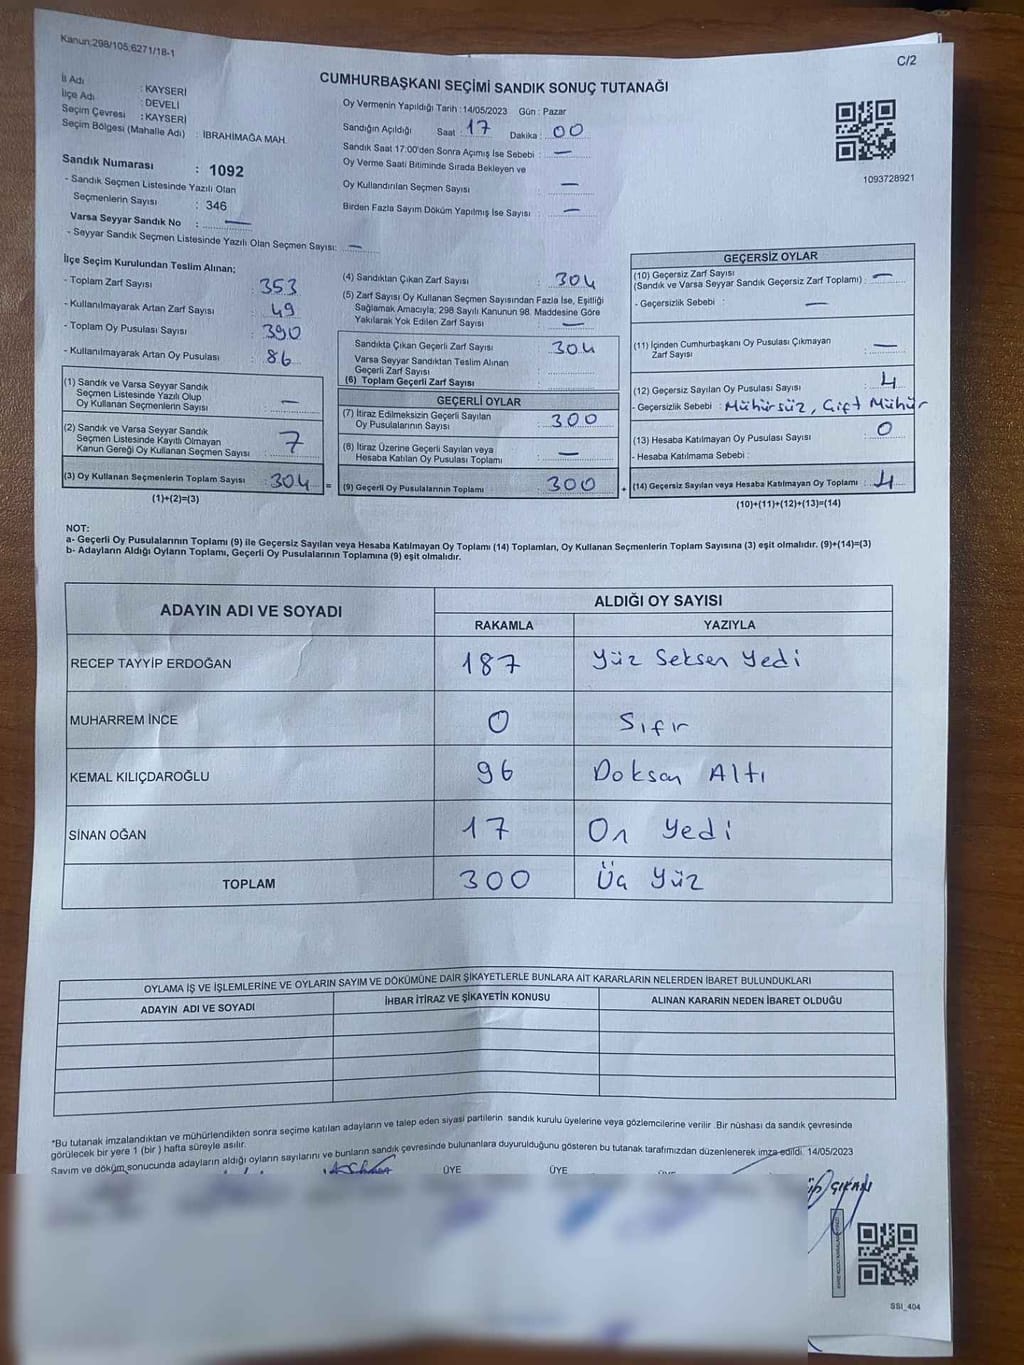 Kanun;298/105;6271/18-1
C/2
CUMHURBAŞKANI SEÇİMİ SANDIK SONUÇ TUTANAĞI
İl Adı : KAYSERİ
İlçe Adı : DEVELİ
Seçim Çevresi : KAYSERİ
Seçim Bölgesi (Mahalle Adı) : İBRAHİMAĞA MAH.
Sandık Numarası : 1092
- Sandık Seçmen Listesinde Yazılı Olan
Seçmenlerin Sayısı : 346
Varsa Seyyar Sandık No : —
- Seyyar Sandık Seçmen Listesinde Yazılı Olan Seçmen Sayısı: —
Oy Vermenin Yapıldığı Tarih :14/05/2023 Gün : Pazar
Sandığın Açıldığı Saat : 17 Dakika : 00
Sandık Saat 17:00'den Sonra Açımış İse Sebebi : —
Oy Verme Saati Bitiminde Sırada Bekleyen ve
Oy Kullandırılan Seçmen Sayısı : —
Birden Fazla Sayım Döküm Yapılmış İse Sayısı : —
1093728921
İlçe Seçim Kurulundan Teslim Alınan;
- Toplam Zarf Sayısı : 353
- Kullanılmayarak Artan Zarf Sayısı : 49
- Toplam Oy Pusulası Sayısı : 390
- Kullanılmayarak Artan Oy Pusulası : 86
(1) Sandık ve Varsa Seyyar Sandık
Seçmen Listesinde Yazılı Olup
Oy Kullanan Seçmenlerin Sayısı : —
(2) Sandık ve Varsa Seyyar Sandık
Seçmen Listesinde Kayıtlı Olmayan
Kanun Gereği Oy Kullanan Seçmen Sayısı : 7
(3) Oy Kullanan Seçmenlerin Toplam Sayısı : 304 =
(1)+(2)=(3)
(4) Sandıktan Çıkan Zarf Sayısı : 304
(5) Zarf Sayısı Oy Kullanan Seçmen Sayısından Fazla İse, Eşitliği
Sağlamak Amacıyla; 298 Sayılı Kanunun 98. Maddesine Göre
Yakılarak Yok Edilen Zarf Sayısı : —
Sandıkta Çıkan Geçerli Zarf Sayısı : 304
Varsa Seyyar Sandıktan Teslim Alınan
Geçerli Zarf Sayısı :
(6) Toplam Geçerli Zarf Sayısı :
GEÇERLİ OYLAR
(7) İtiraz Edilmeksizin Geçerli Sayılan
Oy Pusulalarının Sayısı : 300
(8) İtiraz Üzerine Geçerli Sayılan veya
Hesaba Katılan Oy Pusulası Toplamı : —
(9) Geçerli Oy Pusulalarının Toplamı : 300 +
GEÇERSİZ OYLAR
(10) Geçersiz Zarf Sayısı
(Sandık ve Varsa Seyyar Sandık Geçersiz Zarf Toplamı) : —
- Geçersizlik Sebebi : —
(11) İçinden Cumhurbaşkanı Oy Pusulası Çıkmayan
Zarf Sayısı : —
(12) Geçersiz Sayılan Oy Pusulası Sayısı : 4
- Geçersizlik Sebebi : Mühürsüz, Çift Mühür
(13) Hesaba Katılmayan Oy Pusulası Sayısı : 0
- Hesaba Katılmama Sebebi :
(14) Geçersiz Sayılan veya Hesaba Katılmayan Oy Toplamı : 4
(10)+(11)+(12)+(13)=(14)
NOT:
a- Geçerli Oy Pusulalarının Toplamı (9) ile Geçersiz Sayılan veya Hesaba Katılmayan Oy Toplamı (14) Toplamları, Oy Kullanan Seçmenlerin Toplam Sayısına (3) eşit olmalıdır. (9)+(14)=(3)
b- Adayların Aldığı Oyların Toplamı, Geçerli Oy Pusulalarının Toplamına (9) eşit olmalıdır.
ADAYIN ADI VE SOYADI
ALDIĞI OY SAYISI
RAKAMLA YAZIYLA
RECEP TAYYİP ERDOĞAN 187 Yüz Seksen Yedi
MUHARREM İNCE 0 Sıfır
KEMAL KILIÇDAROĞLU 96 Doksan Altı
SİNAN OĞAN 17 On Yedi
TOPLAM 300 Üç Yüz
OYLAMA İŞ VE İŞLEMLERİNE VE OYLARIN SAYIM VE DÖKÜMÜNE DAİR ŞİKAYETLERLE BUNLARA AİT KARARLARIN NELERDEN İBARET BULUNDUKLARI
ADAYIN ADI VE SOYADI İHBAR İTİRAZ VE ŞİKAYETİN KONUSU ALINAN KARARIN NEDEN İBARET OLDUĞU
*Bu tutanak imzalandıktan ve mühürlendikten sonra seçime katılan adayların ve talep eden siyasi partilerin sandık kurulu üyelerine veya gözlemcilerine verilir .Bir nüshası da sandık çevresinde
görülecek bir yere 1 (bir ) hafta süreyle asılır.
Sayım ve döküm sonucunda adayların aldığı oyların sayılarını ve bunların sandık çevresinde bulunanlara duyurulduğunu gösteren bu tutanak tarafımızdan düzenlenerek imza edildi. 14/05/2023
ÜYE ÜYE
SSI_404